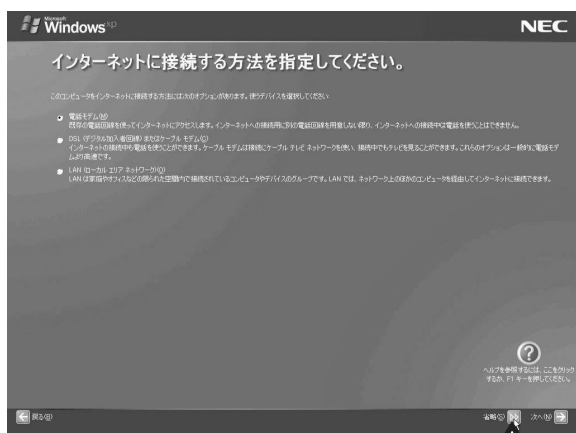 Microsoft
Windows xp
NEC
インターネットに接続する方法を指定してください。
このコンピュータをインターネットに接続する方法には次のオプションがあります。使うデバイスを選択してください:
電話モデム(M)
既存の電話回線を使ってインターネットにアクセスします。インターネットへの接続用に別の電話回線を用意しない限り、インターネットへの接続中は電話を使うことはできません。
DSL (デジタル加入者回線) またはケーブル モデム(C)
インターネットの接続中も電話を使うことができます。ケーブル モデムは接続にケーブル テレビ ネットワークを使い、接続中でもテレビを見ることができます。これらのオプションは一般的に電話モデ
ムより高速です。
LAN (ローカル エリア ネットワーク)(O)
LAN は家庭やオフィスなどの限られた空間内で接続されているコンピュータやデバイスのグループです。LAN では、ネットワーク上のほかのコンピュータを経由してインターネットに接続できます。
?
ヘルプを参照するには、ここをクリック
するか、F1 キーを押してください。
戻る(B)
省略(S)
次へ(N)